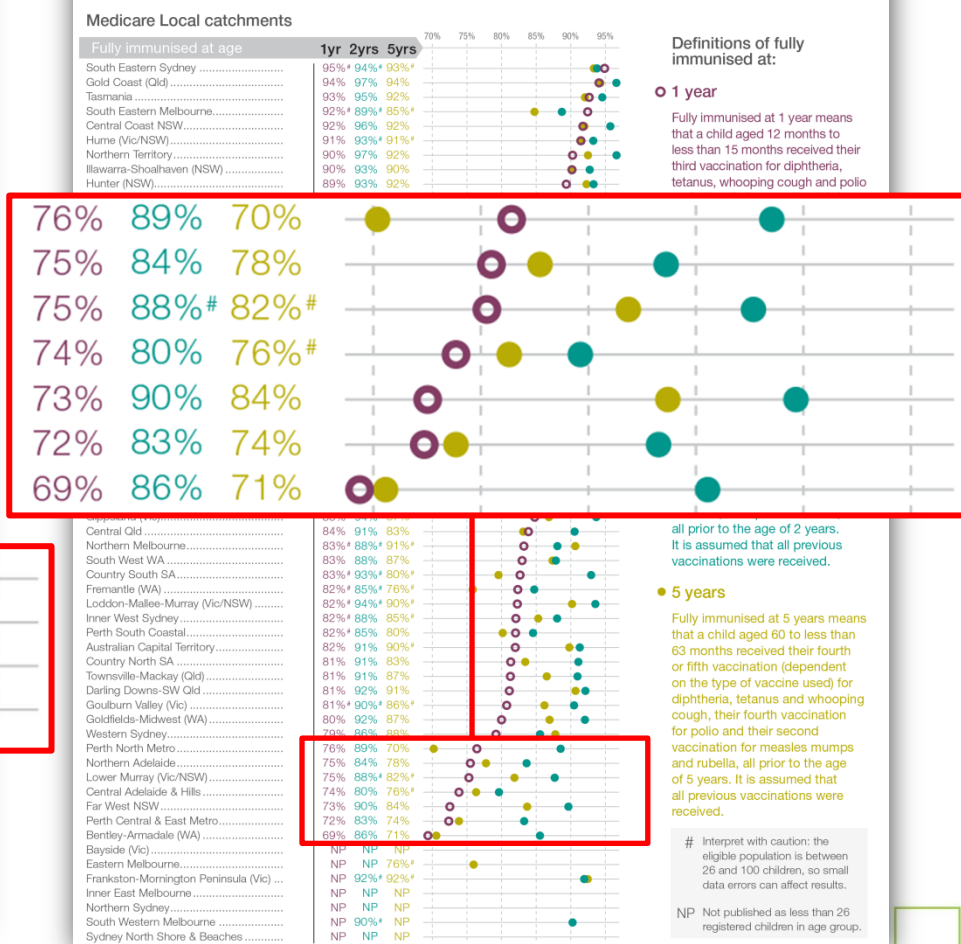 Medicare Local catchments
Fully immunised at age 1yr 2yrs 5yrs 70% 75% 80% 85% 90% 95%
South Eastern Sydney 95%# 94%# 93%#
Gold Coast (Qld) 94% 97% 94%
Tasmania 93% 95% 92%
South Eastern Melbourne 92%# 89%# 85%#
Central Coast NSW 92% 96% 92%
Hume (Vic/NSW) 91% 93%# 91%#
Northern Territory 90% 97% 92%
Illawarra-Shoalhaven (NSW) 90% 93% 90%
Hunter (NSW) 89% 93% 92%
76% 89% 70%
75% 84% 78%
75% 88%# 82%#
74% 80% 76%#
73% 90% 84%
72% 83% 74%
69% 86% 71%
Central Qld 84% 91% 83%
Northern Melbourne 83%# 88%# 91%#
South West WA 83% 88% 87%
Country South SA 83%# 93%# 80%#
Fremantle (WA) 82%# 85%# 76%#
Loddon-Mallee-Murray (Vic/NSW) 82%# 94%# 90%#
Inner West Sydney 82%# 88% 85%#
Perth South Coastal 82%# 85% 80%
Australian Capital Territory 82% 91% 90%#
Country North SA 81% 91% 83%
Townsville-Mackay (Qld) 81% 91% 87%
Darling Downs-SW Qld 81% 92% 91%
Goulburn Valley (Vic) 81%# 90%# 86%#
Goldfields-Midwest (WA) 80% 92% 87%
Western Sydney 79% 86% 88%
Perth North Metro 76% 89% 70%
Northern Adelaide 75% 84% 78%
Lower Murray (Vic/NSW) 75% 88%# 82%#
Central Adelaide & Hills 74% 80% 76%#
Far West NSW 73% 90% 84%
Perth Central & East Metro 72% 83% 74%
Bentley-Armadale (WA) 69% 86% 71%
Bayside (Vic) NP NP NP
Eastern Melbourne NP NP 76%#
Frankston-Mornington Peninsula (Vic) ... NP 92%# 92%#
Inner East Melbourne NP NP NP
Northern Sydney NP NP NP
South Western Melbourne NP 90%# NP
Sydney North Shore & Beaches NP NP NP
Definitions of fully
immunised at:
1 year
Fully immunised at 1 year means
that a child aged 12 months to
less than 15 months received their
third vaccination for diphtheria,
tetanus, whooping cough and polio
all prior to the age of 2 years.
It is assumed that all previous
vaccinations were received.
5 years
Fully immunised at 5 years means
that a child aged 60 to less than
63 months received their fourth
or fifth vaccination (dependent
on the type of vaccine used) for
diphtheria, tetanus and whooping
cough, their fourth vaccination
for polio and their second
vaccination for measles mumps
and rubella, all prior to the age
of 5 years. It is assumed that
all previous vaccinations were
received.
# Interpret with caution: the
eligible population is between
26 and 100 children, so small
data errors can affect results.
NP Not published as less than 26
registered children in age group.